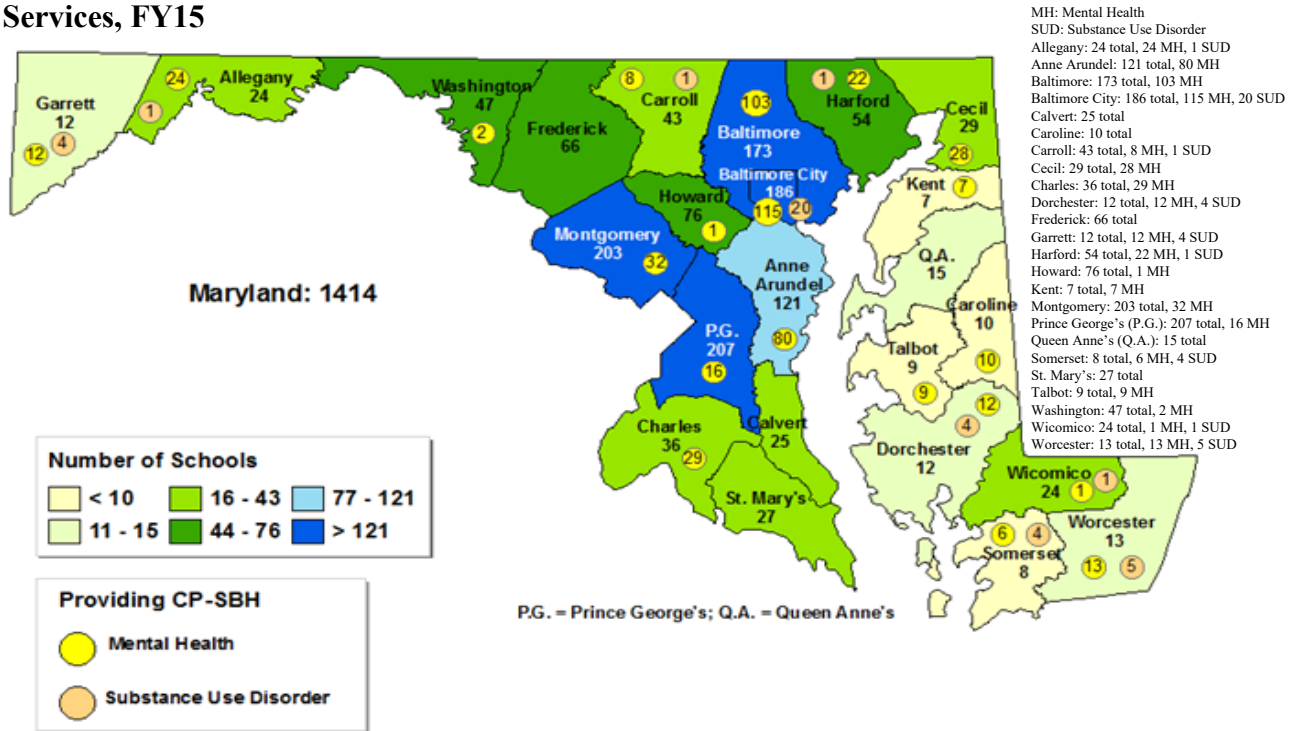 Services, FY15
MH: Mental Health
SUD: Substance Use Disorder
Allegany: 24 total, 24 MH, 1 SUD
Anne Arundel: 121 total, 80 MH
Baltimore: 173 total, 103 MH
Baltimore City: 186 total, 115 MH, 20 SUD
Calvert: 25 total
Caroline: 10 total
Carroll: 43 total, 8 MH, 1 SUD
Cecil: 29 total, 28 MH
Charles: 36 total, 29 MH
Dorchester: 12 total, 12 MH, 4 SUD
Frederick: 66 total
Garrett: 12 total, 12 MH, 4 SUD
Harford: 54 total, 22 MH, 1 SUD
Howard: 76 total, 1 MH
Kent: 7 total, 7 MH
Montgomery: 203 total, 32 MH
Prince George’s (P.G.): 207 total, 16 MH
Queen Anne’s (Q.A.): 15 total
Somerset: 8 total, 6 MH, 4 SUD
St. Mary’s: 27 total
Talbot: 9 total, 9 MH
Washington: 47 total, 2 MH
Wicomico: 24 total, 1 MH, 1 SUD
Worcester: 13 total, 13 MH, 5 SUD
Garrett
12
12
4
24
1
Allegany
24
Washington
47
2
Frederick
66
8
1
Carroll
43
103
Baltimore
173
Baltimore City
186
115
20
1
22
Harford
54
Cecil
29
28
Kent
7
7
Howard
76
1
Montgomery
203
32
Anne
Arundel
121
80
Q.A.
15
Caroline
10
10
Talbot
9
9
P.G.
207
16
Charles
36
29
Calvert
25
St. Mary's
27
12
4
Dorchester
12
Wicomico
24
1
1
6
4
Somerset
8
Worcester
13
13
5
Maryland: 1414
Number of Schools
< 10
16 - 43
77 - 121
11 - 15
44 - 76
> 121
Providing CP-SBH
Mental Health
Substance Use Disorder
P.G. = Prince George's; Q.A. = Queen Anne's